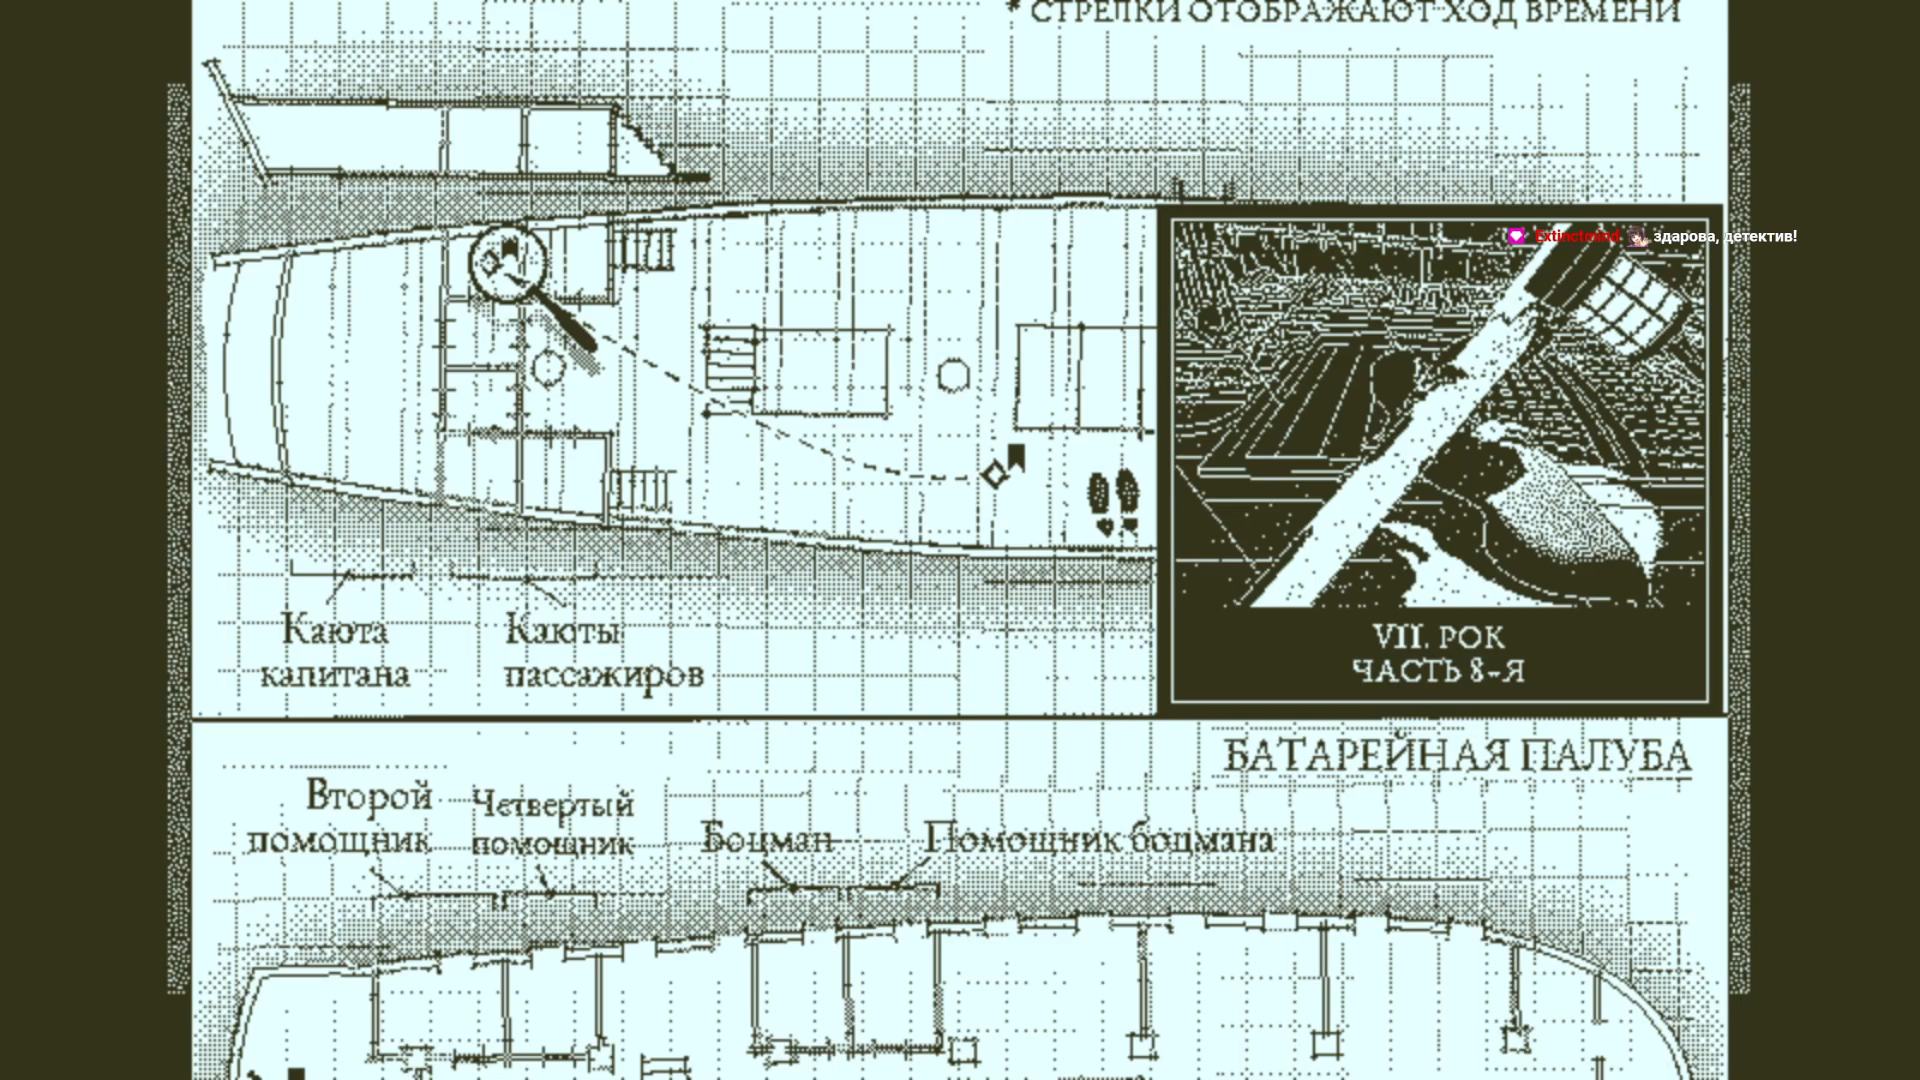 * СТРЕЛКИ ОТОБРАЖАЮТ ХОД ВРЕМЕНИ
Extinctmind здарова, детектив!
Каюта
капитана
Каюты
пассажиров
VII. РОК
ЧАСТЬ 8-Я
БАТАРЕЙНАЯ ПАЛУБА
Второй
помощник
Четвертый
помощник
Боцман
Помощник боцмана